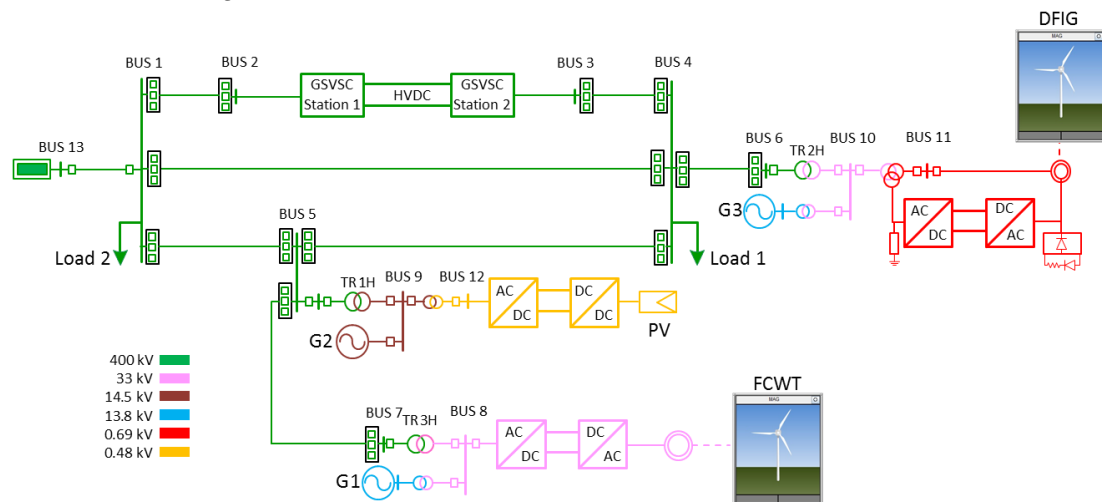 DFIG
MAG
BUS 1
BUS 2
BUS 3
BUS 4
GSVSC
Station 1
HVDC
GSVSC
Station 2
BUS 13
BUS 6
TR 2H
BUS 10
BUS 11
G3
AC
DC
DC
AC
Load 2
BUS 5
Load 1
TR 1H
BUS 9
BUS 12
AC
DC
DC
DC
PV
G2
400 kV
33 kV
14.5 kV
13.8 kV
0.69 kV
0.48 kV
FCWT
MAG
BUS 7
TR 3H
BUS 8
AC
DC
DC
AC
G1